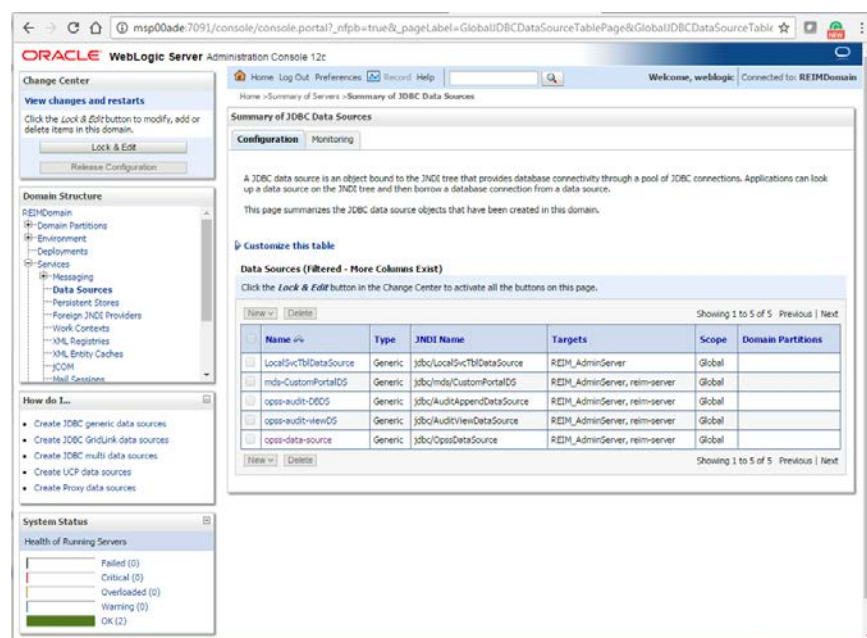 msp00ade:7091/console/console.portal?_nfpb=true&_pageLabel=GlobalJDBCDataSourceTablePage&GlobalJDBCDataSourceTable
NEW
ORACLE WebLogic Server Administration Console 12c
Change Center
View changes and restarts
Click the Lock & Edit button to modify, add or
delete items in this domain.
Lock & Edit
Release Configuration
Domain Structure
REIMDomain
Domain Partitions
Environment
Deployments
Services
Messaging
Data Sources
Persistent Stores
Foreign JNDI Providers
Work Contexts
XML Registries
XML Entity Caches
jCOM
Mail Sessions
How do I...
Create JDBC generic data sources
Create JDBC GridLink data sources
Create JDBC multi data sources
Create UCP data sources
Create Proxy data sources
System Status
Health of Running Servers
Failed (0)
Critical (0)
Overloaded (0)
Warning (0)
OK (2)
Home Log Out Preferences Record Help
Welcome, weblogic Connected to: REIMDomain
Home >Summary of Servers >Summary of JDBC Data Sources
Summary of JDBC Data Sources
Configuration Monitoring
A JDBC data source is an object bound to the JNDI tree that provides database connectivity through a pool of JDBC connections. Applications can look
up a data source on the JNDI tree and then borrow a database connection from a data source.
This page summarizes the JDBC data source objects that have been created in this domain.
Customize this table
Data Sources (Filtered - More Columns Exist)
Click the Lock & Edit button in the Change Center to activate all the buttons on this page.
New Delete Showing 1 to 5 of 5 Previous | Next
Name Type JNDI Name Targets Scope Domain Partitions
LocalSvcTblDataSource Generic jdbc/LocalSvcTblDataSource REIM_AdminServer Global
mds-CustomPortalDS Generic jdbc/mds/CustomPortalDS REIM_AdminServer, reim-server Global
opss-audit-DBDS Generic jdbc/AuditAppendDataSource REIM_AdminServer, reim-server Global
opss-audit-viewDS Generic jdbc/AuditViewDataSource REIM_AdminServer, reim-server Global
opss-data-source Generic jdbc/OpssDataSource REIM_AdminServer, reim-server Global
New Delete Showing 1 to 5 of 5 Previous | Next